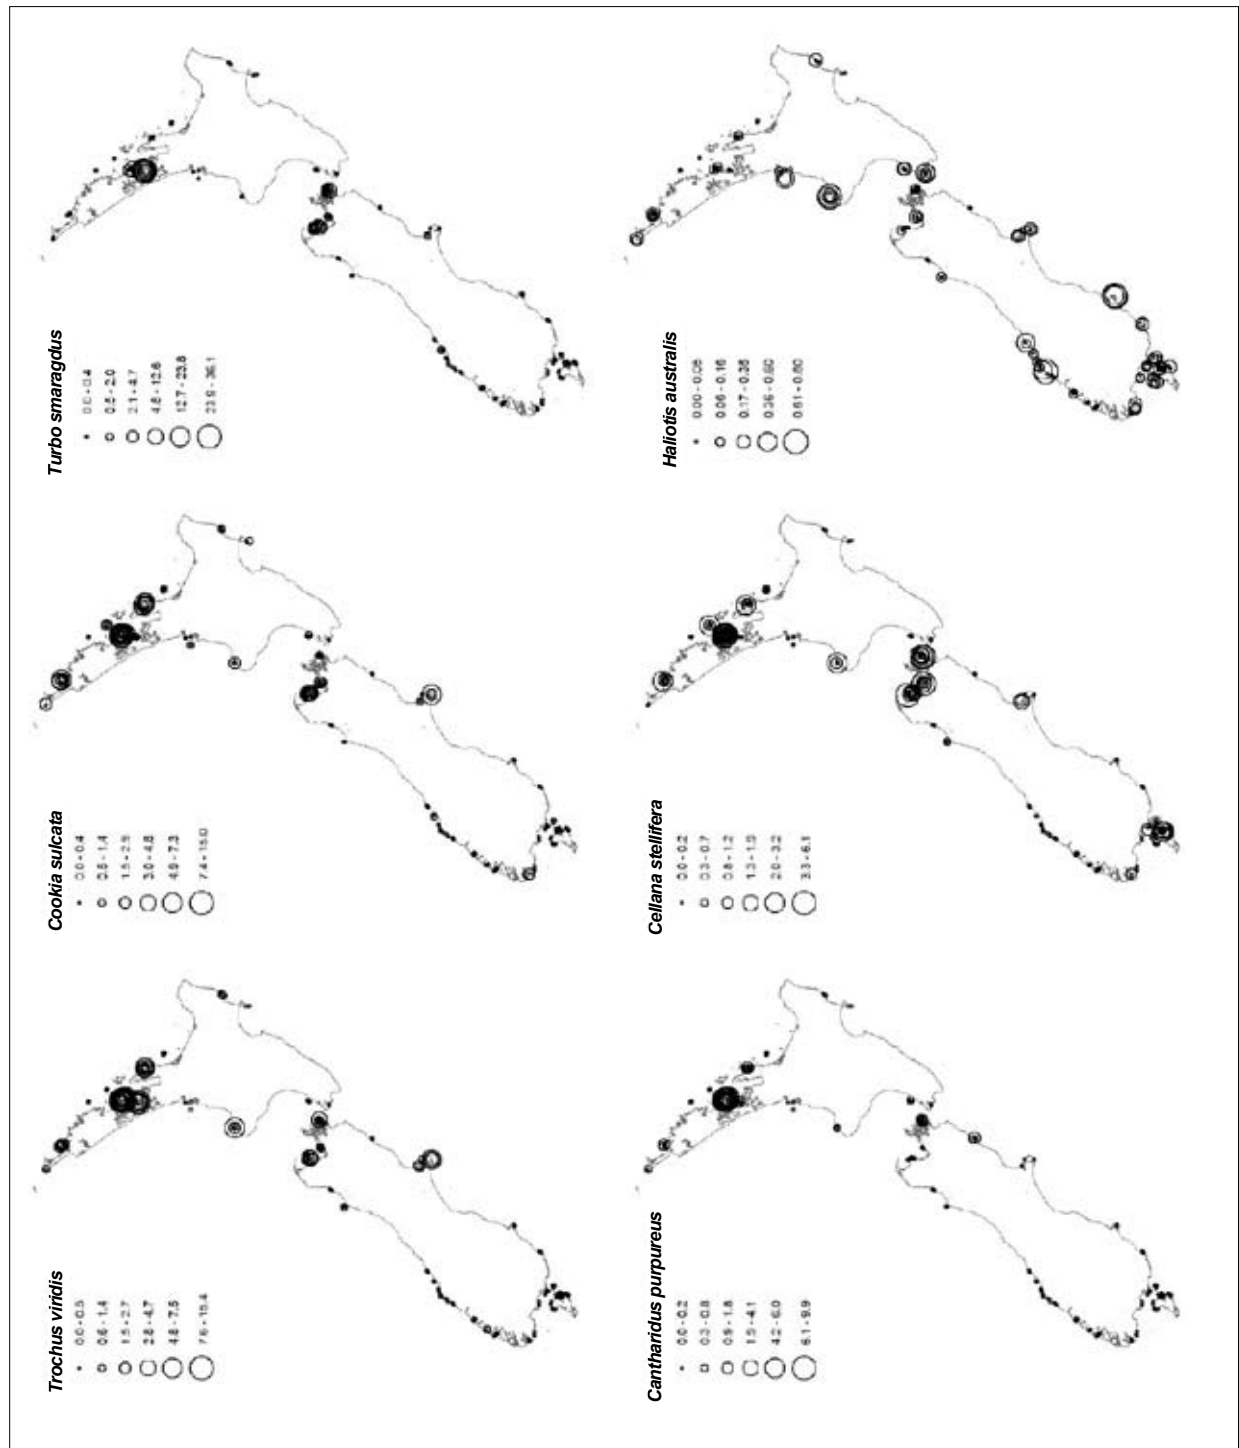 Trochus viridis
0.0 - 0.5
0.6 - 1.4
1.5 - 2.7
2.8 - 4.7
4.8 - 7.5
7.6 - 15.4
Cookia sulcata
0.0 - 0.4
0.5 - 1.4
1.5 - 2.9
3.0 - 4.8
4.9 - 7.3
7.4 - 15.0
Turbo smaragdus
0.0 - 0.4
0.5 - 2.0
2.1 - 4.7
4.8 - 12.6
12.7 - 23.8
23.9 - 36.1
Cantharidus purpureus
0.0 - 0.2
0.3 - 0.8
0.9 - 1.8
1.9 - 4.1
4.2 - 6.0
6.1 - 9.9
Cellana stellifera
0.0 - 0.2
0.3 - 0.7
0.8 - 1.2
1.3 - 1.9
2.0 - 3.2
3.3 - 6.1
Haliotis australis
0.00 - 0.05
0.06 - 0.16
0.17 - 0.35
0.36 - 0.60
0.61 - 0.80